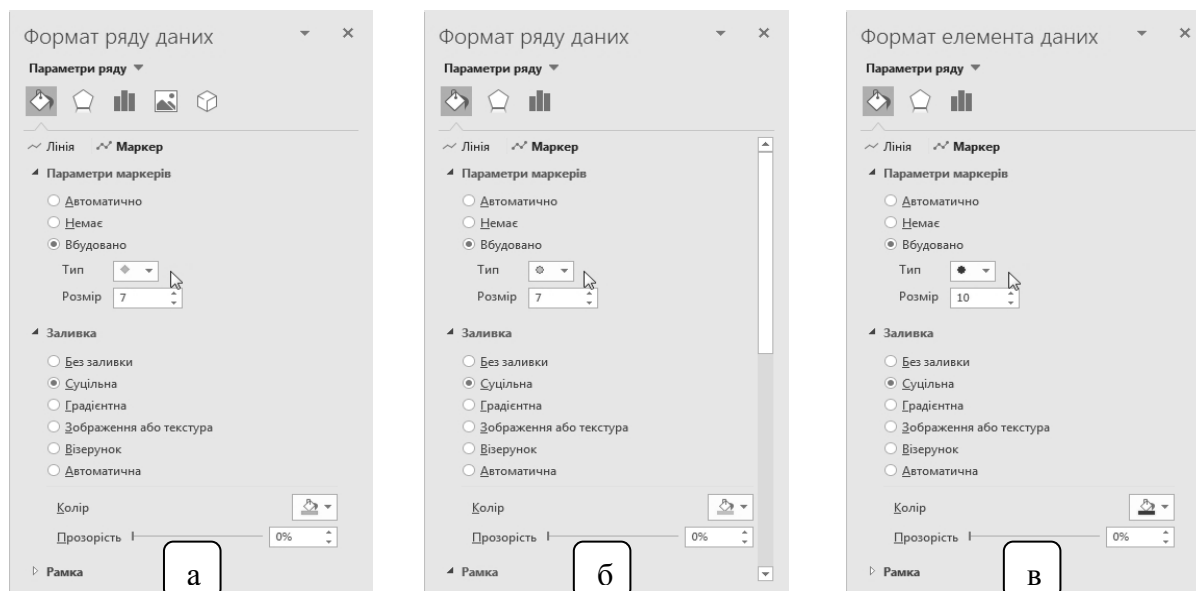 Формат ряду даних
Параметри ряду
Лінія Маркер
Параметри маркерів
Автоматично
Немає
Вбудовано
Тип
Розмір 7
Заливка
Без заливки
Суцільна
Градієнтна
Зображення або текстура
Візерунок
Автоматична
Колір
Прозорість 0%
Рамка
а
Формат ряду даних
Параметри ряду
Лінія Маркер
Параметри маркерів
Автоматично
Немає
Вбудовано
Тип
Розмір 7
Заливка
Без заливки
Суцільна
Градієнтна
Зображення або текстура
Візерунок
Автоматична
Колір
Прозорість 0%
Рамка
б
Формат елемента даних
Параметри ряду
Лінія Маркер
Параметри маркерів
Автоматично
Немає
Вбудовано
Тип
Розмір 10
Заливка
Без заливки
Суцільна
Градієнтна
Зображення або текстура
Візерунок
Автоматична
Колір
Прозорість 0%
Рамка
в